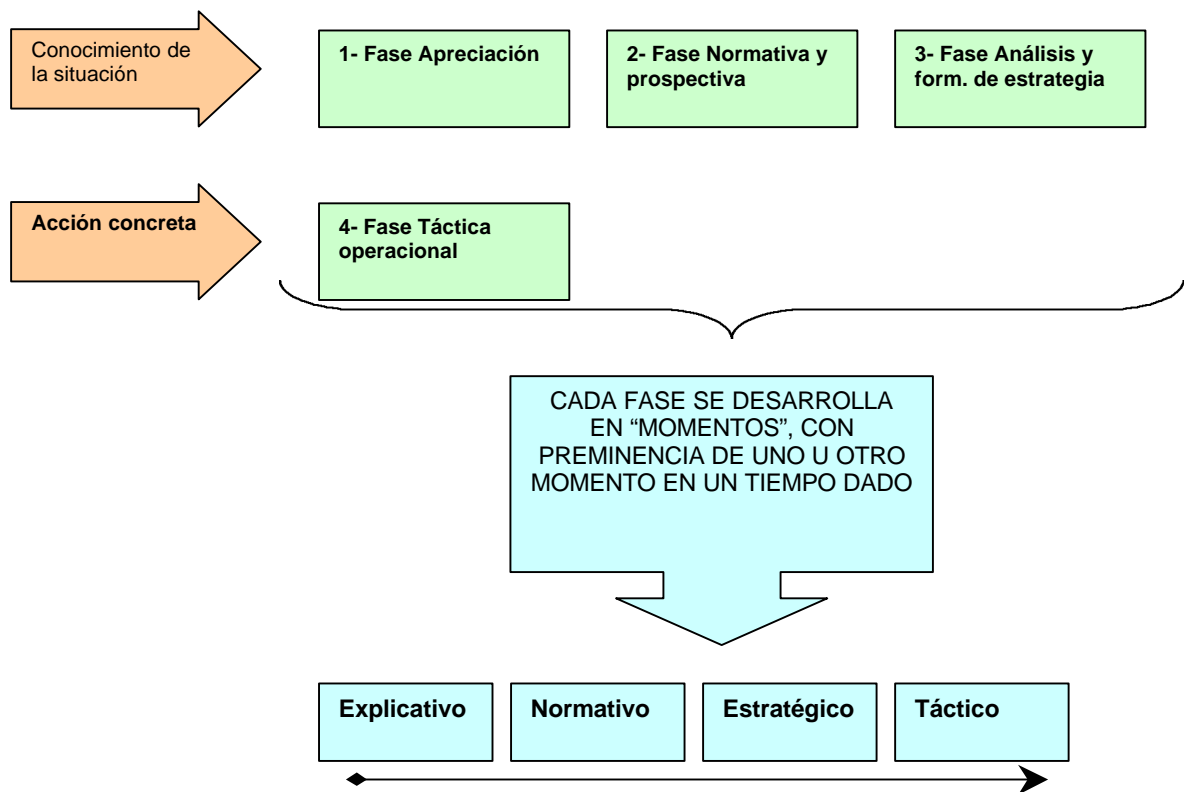 Conocimiento de
la situación
1- Fase Apreciación
2- Fase Normativa y
prospectiva
3- Fase Análisis y
form. de estrategia
Acción concreta
4- Fase Táctica
operacional
CADA FASE SE DESARROLLA
EN “MOMENTOS”, CON
PREMINENCIA DE UNO U OTRO
MOMENTO EN UN TIEMPO DADO
Explicativo
Normativo
Estratégico
Táctico